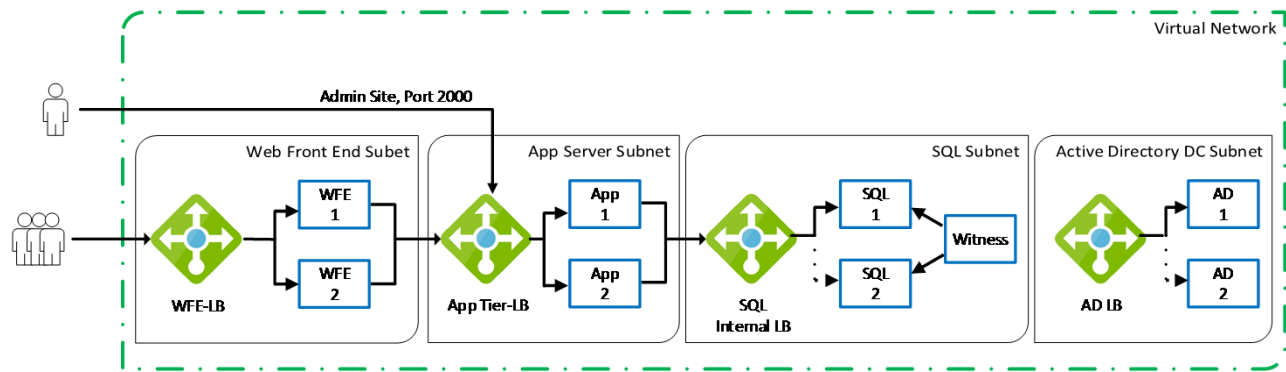 Virtual Network
Admin Site, Port 2000
Web Front End Subet
App Server Subnet
SQL Subnet
Active Directory DC Subnet
WFE
1
WFE
2
WFE-LB
App
1
App
2
App Tier-LB
SQL
1
SQL
2
Witness
SQL
Internal LB
AD
1
AD
2
AD LB